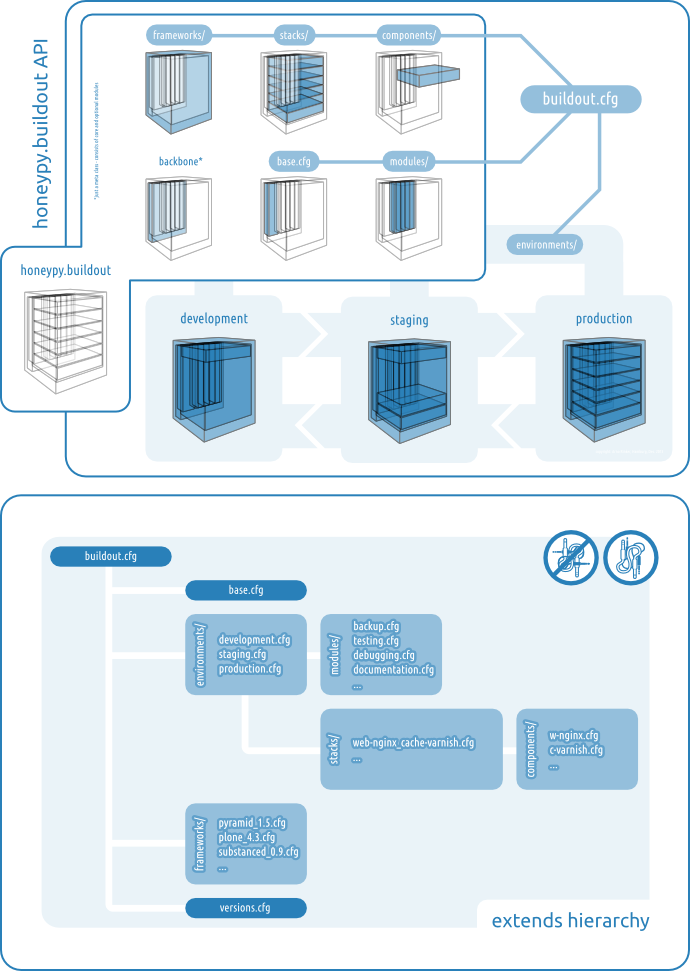 honeypy.buildout API
frameworks/
stacks/
components/
buildout.cfg
*just a meta clan - consists of core and optional modules
backbone*
base.cfg
modules/
environments/
honeypy.buildout
development
staging
production
buildout.cfg
base.cfg
environments/
development.cfg
staging.cfg
production.cfg
modules/
backup.cfg
testing.cfg
debugging.cfg
documentation.cfg
...
stacks/
web-nginx_cache-varnish.cfg
...
components/
w-nginx.cfg
c-varnish.cfg
...
frameworks/
pyramid_1.5.cfg
plone_4.3.cfg
substanced_0.9.cfg
...
versions.cfg
extends hierarchy